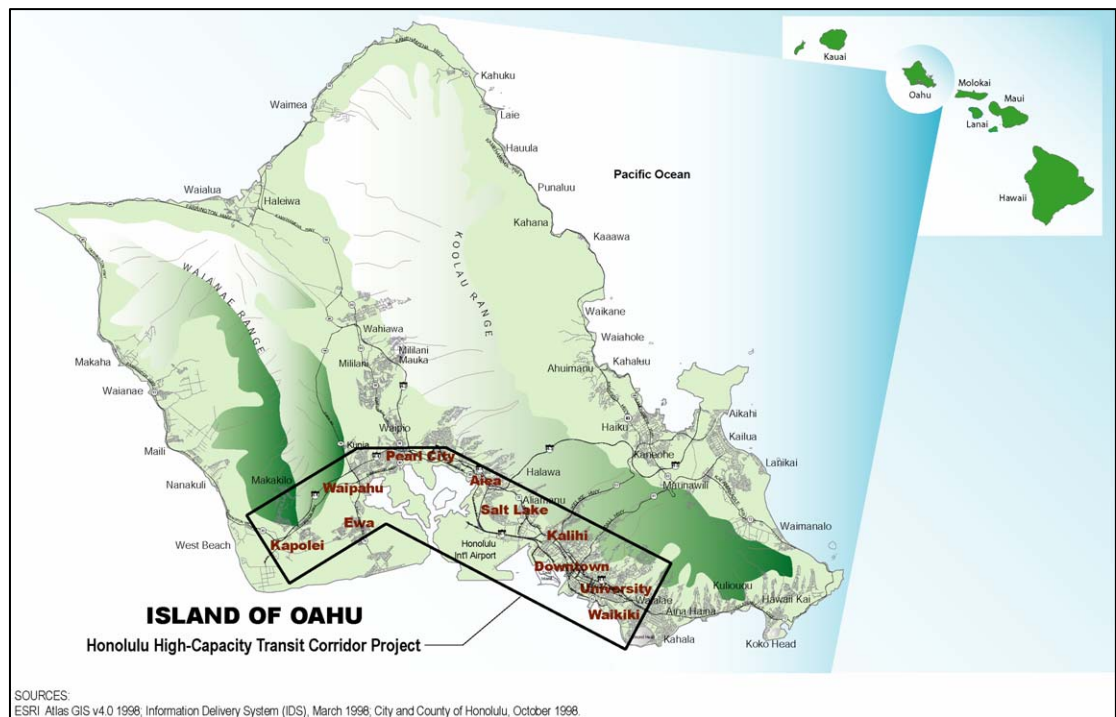 Kauai
Oahu
Molokai
Maui
Lanai
Hawaii
Pacific Ocean
KAMEHAMEHA HWY
Kahuku
Waimea
Laie
Hauula
Punaluu
Waialua
Haleiwa
FARRINGTON HWY
Kahana
Kaaawa
KOOLAU RANGE
WAIANAE RANGE
Waikane
Wahiawa
Waiahole
Mililani
Mauka
Mililani
Kahaluu
Makaha
Ahuimanu
Waianae
Aikahi
Haiku
Waipio
Kailua
Kunia
Maili
Pearl City
Kaneohe
Lanikai
Halawa
Makakilo
Aiea
Maunawili
Nanakuli
Waipahu
Aliamanu
Salt Lake
Ewa
Waimanalo
West Beach
Kapolei
Kalihi
Honolulu
Int'l Airport
Downtown
Kuliouou
University
Waialae
Hawaii Kai
Waikiki
Aina Haina
Kahala
Koko Head
ISLAND OF OAHU
Honolulu High-Capacity Transit Corridor Project
SOURCES:
ESRI Atlas GIS v4.0 1998; Information Delivery System (IDS), March 1998; City and County of Honolulu, October 1998.